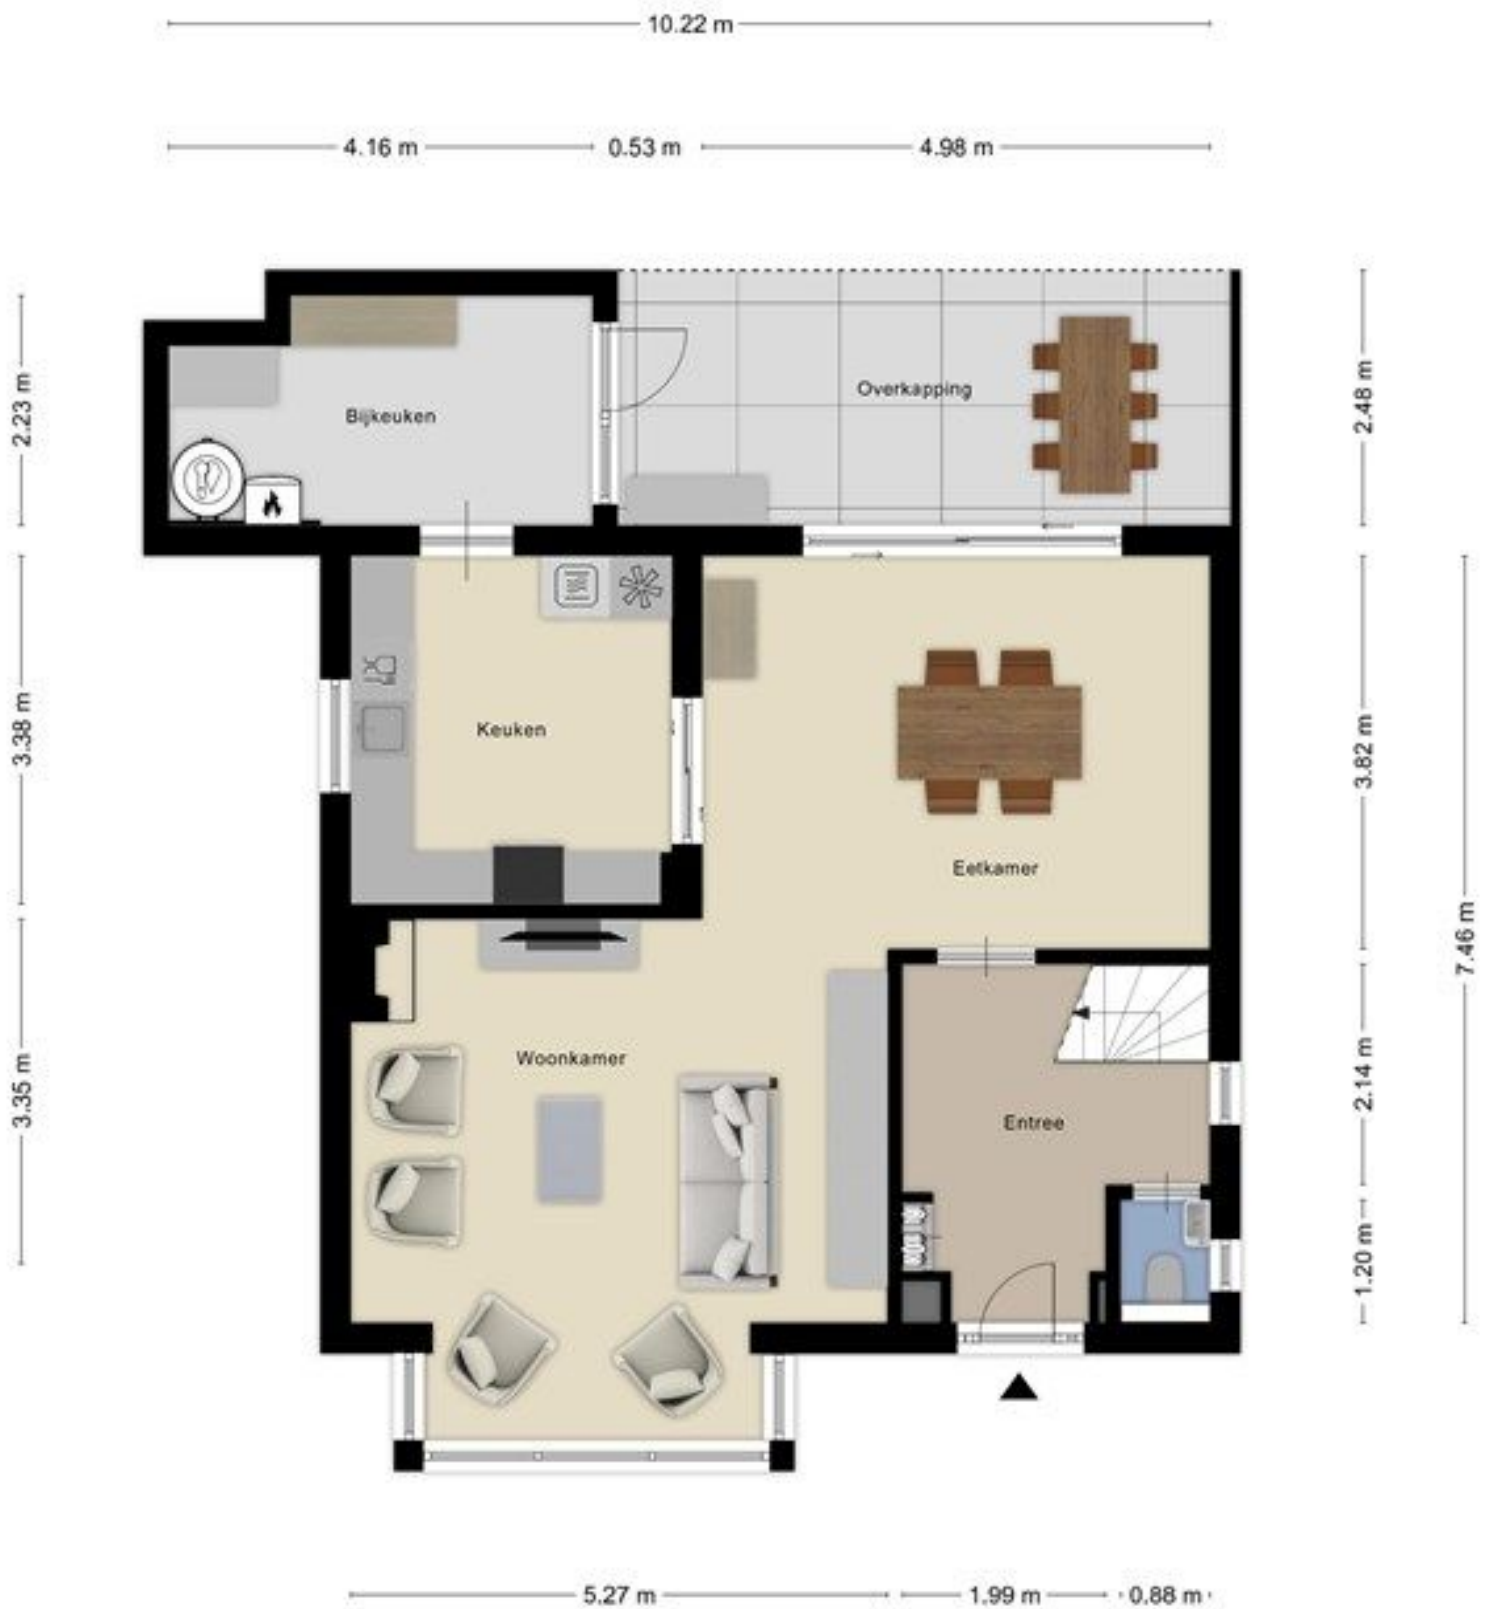 10.22 m
4.16 m
0.53 m
4.98 m
2.23 m
Bijkeuken
Overkapping
2.48 m
3.38 m
Keuken
3.82 m
Eetkamer
7.46 m
3.35 m
Woonkamer
Entree
2.14 m
1.20 m
5.27 m
1.99 m
0.88 m